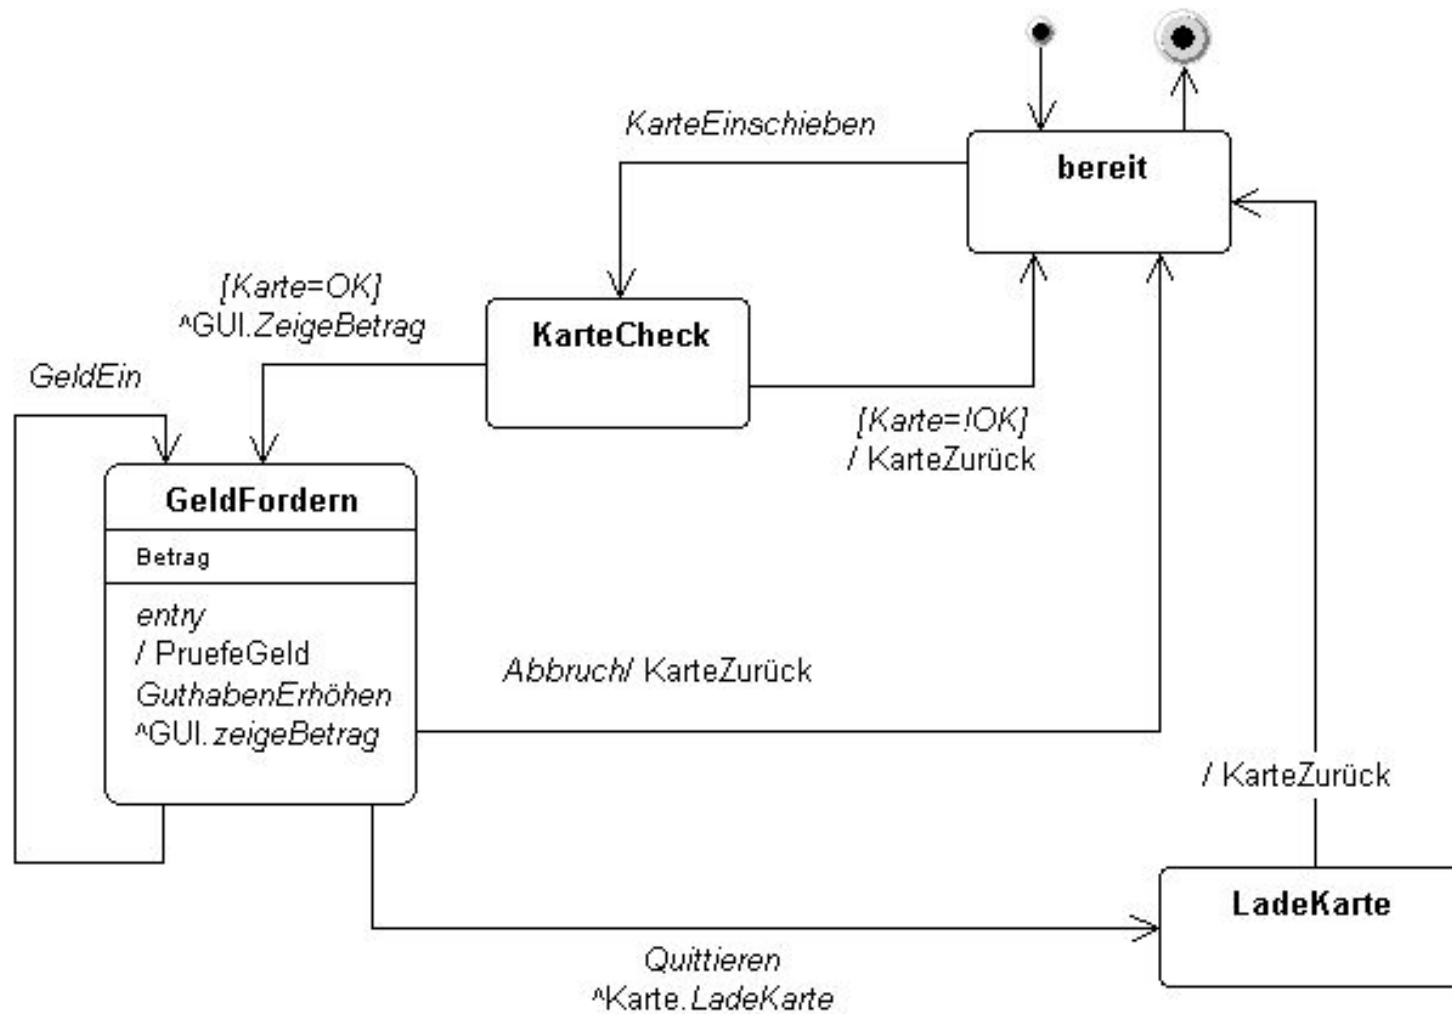 KarteEinschieben
bereit
[Karte=OK]
^GUI.ZeigeBetrag
KarteCheck
GeldEin
[Karte=!OK]
/ KarteZurück
GeldFordern
Betrag
entry
/ PruefeGeld
GuthabenErhöhen
^GUI.zeigeBetrag
Abbruch/ KarteZurück
/ KarteZurück
LadeKarte
Quittieren
^Karte.LadeKarte